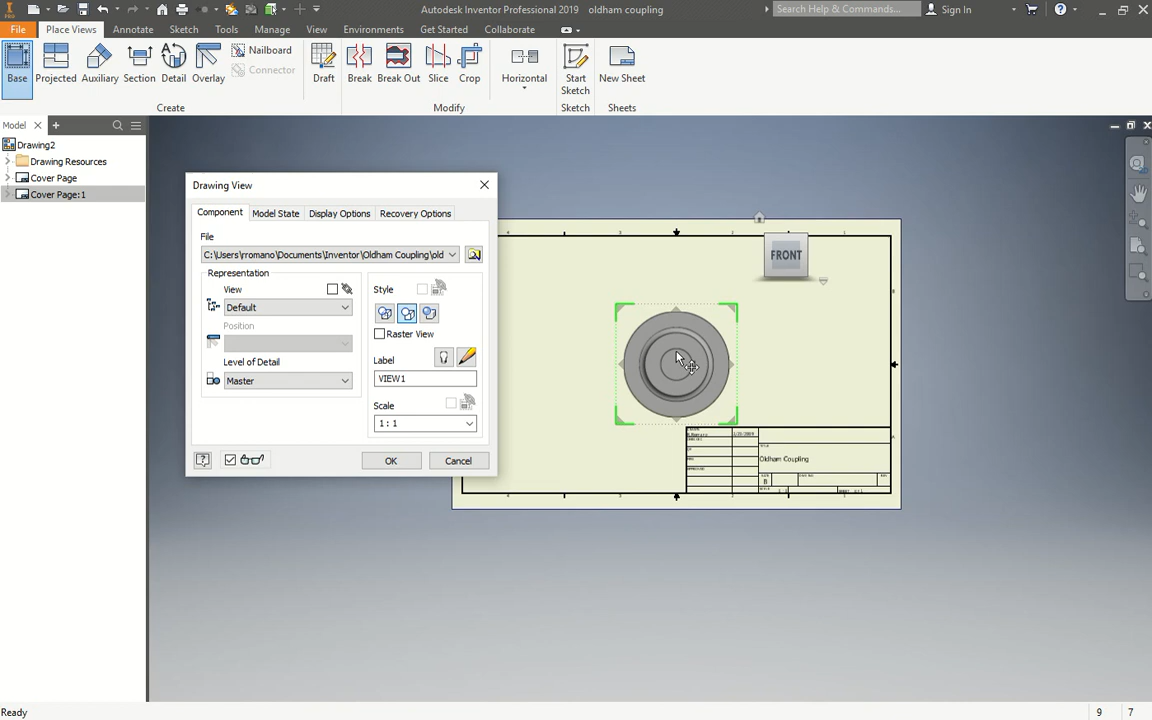 PRO
Autodesk Inventor Professional 2019 oldham coupling
Search Help & Commands...
Sign In
File
Place Views
Annotate
Sketch
Tools
Manage
View
Environments
Get Started
Collaborate
Base
Projected
Auxiliary
Section
Detail
Overlay
Nailboard
Connector
Draft
Break
Break Out
Slice
Crop
Horizontal
Start
Sketch
New Sheet
Create
Modify
Sketch
Sheets
Model
Drawing2
Drawing Resources
Cover Page
Cover Page:1
Drawing View
Component
Model State
Display Options
Recovery Options
File
C:\Users\rromano\Documents\Inventor\Oldham Coupling\old
Representation
View
Default
Position
Level of Detail
Master
Style
Raster View
Label
VIEW1
Scale
1 : 1
OK
Cancel
FRONT
Oldham Coupling
B
Ready
9
7